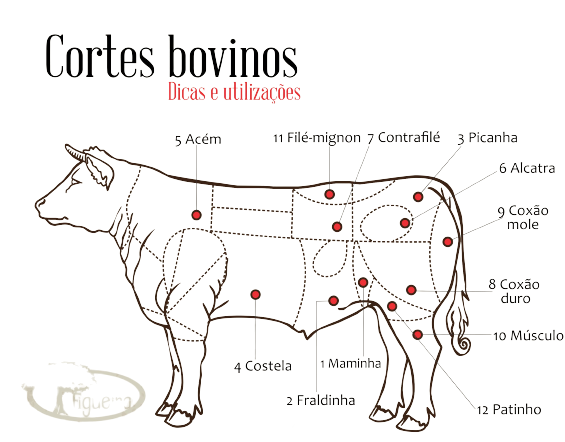 Cortes bovinos
Dicas e utilizações
5 Acém
11 Filé-mignon
7 Contrafilé
3 Picanha
6 Alcatra
9 Coxão
mole
8 Coxão
duro
10 Músculo
4 Costela
1 Maminha
2 Fraldinha
12 Patinho
Figueira